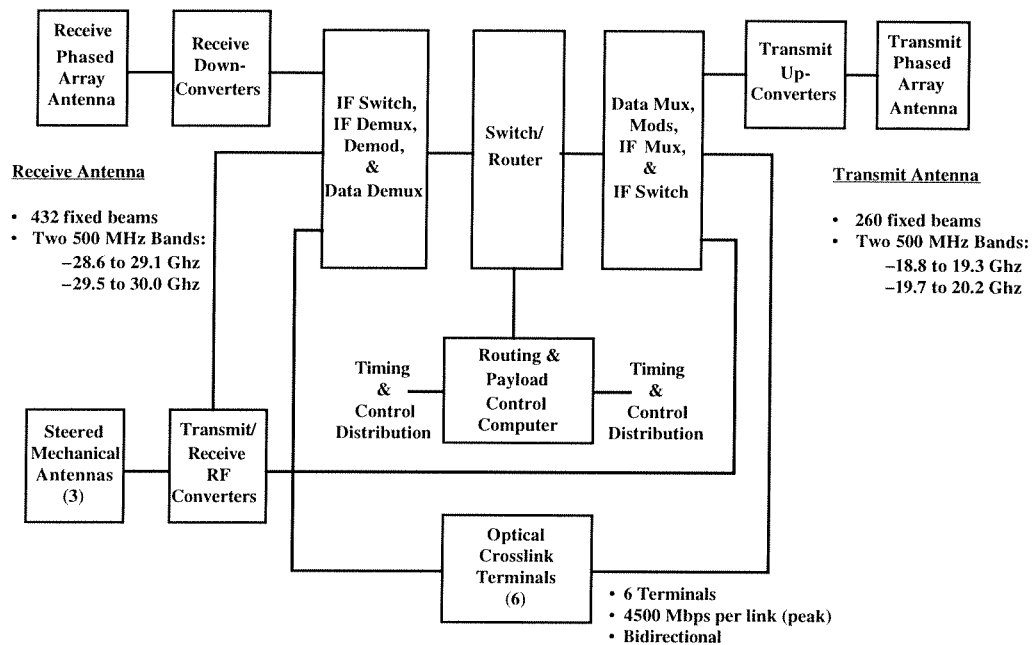 Receive
Phased
Array
Antenna
Receive
Down-
Converters
IF Switch,
IF Demux,
Demod,
&
Data Demux
Switch/
Router
Data Mux,
Mods,
IF Mux,
&
IF Switch
Transmit
Up-
Converters
Transmit
Phased
Array
Antenna
Receive Antenna
• 432 fixed beams
• Two 500 MHz Bands:
–28.6 to 29.1 Ghz
–29.5 to 30.0 Ghz
Transmit Antenna
• 260 fixed beams
• Two 500 MHz Bands:
–18.8 to 19.3 Ghz
–19.7 to 20.2 Ghz
Timing
&
Control
Distribution
Routing &
Payload
Control
Computer
Timing
&
Control
Distribution
Steered
Mechanical
Antennas
(3)
Transmit/
Receive
RF
Converters
Optical
Crosslink
Terminals
(6)
• 6 Terminals
• 4500 Mbps per link (peak)
• Bidirectional